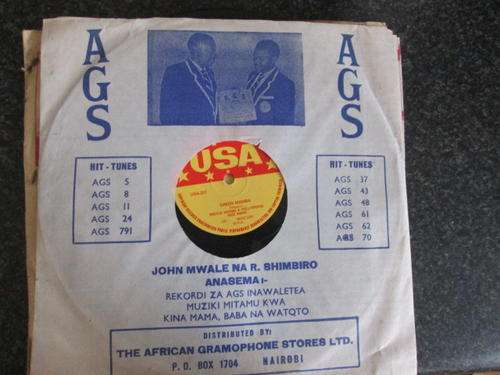 AGS
AGS
HIT - TUNES
AGS 5
AGS 8
AGS 11
AGS 24
AGS 791
USA
HIT - TUNES
AGS 37
AGS 43
AGS 48
AGS 61
AGS 62
AGS 70
JOHN MWALE NA R. SHIMBIRO
ANASEMA :-
REKORDI ZA AGS INAWALETEA
MUZIKI MITAMU KWA
KINA MAMA, BABA NA WATOTO
DISTRIBUTED BY:
THE AFRICAN GRAMOPHONE STORES LTD.
P. O. BOX 1704 NAIROBI